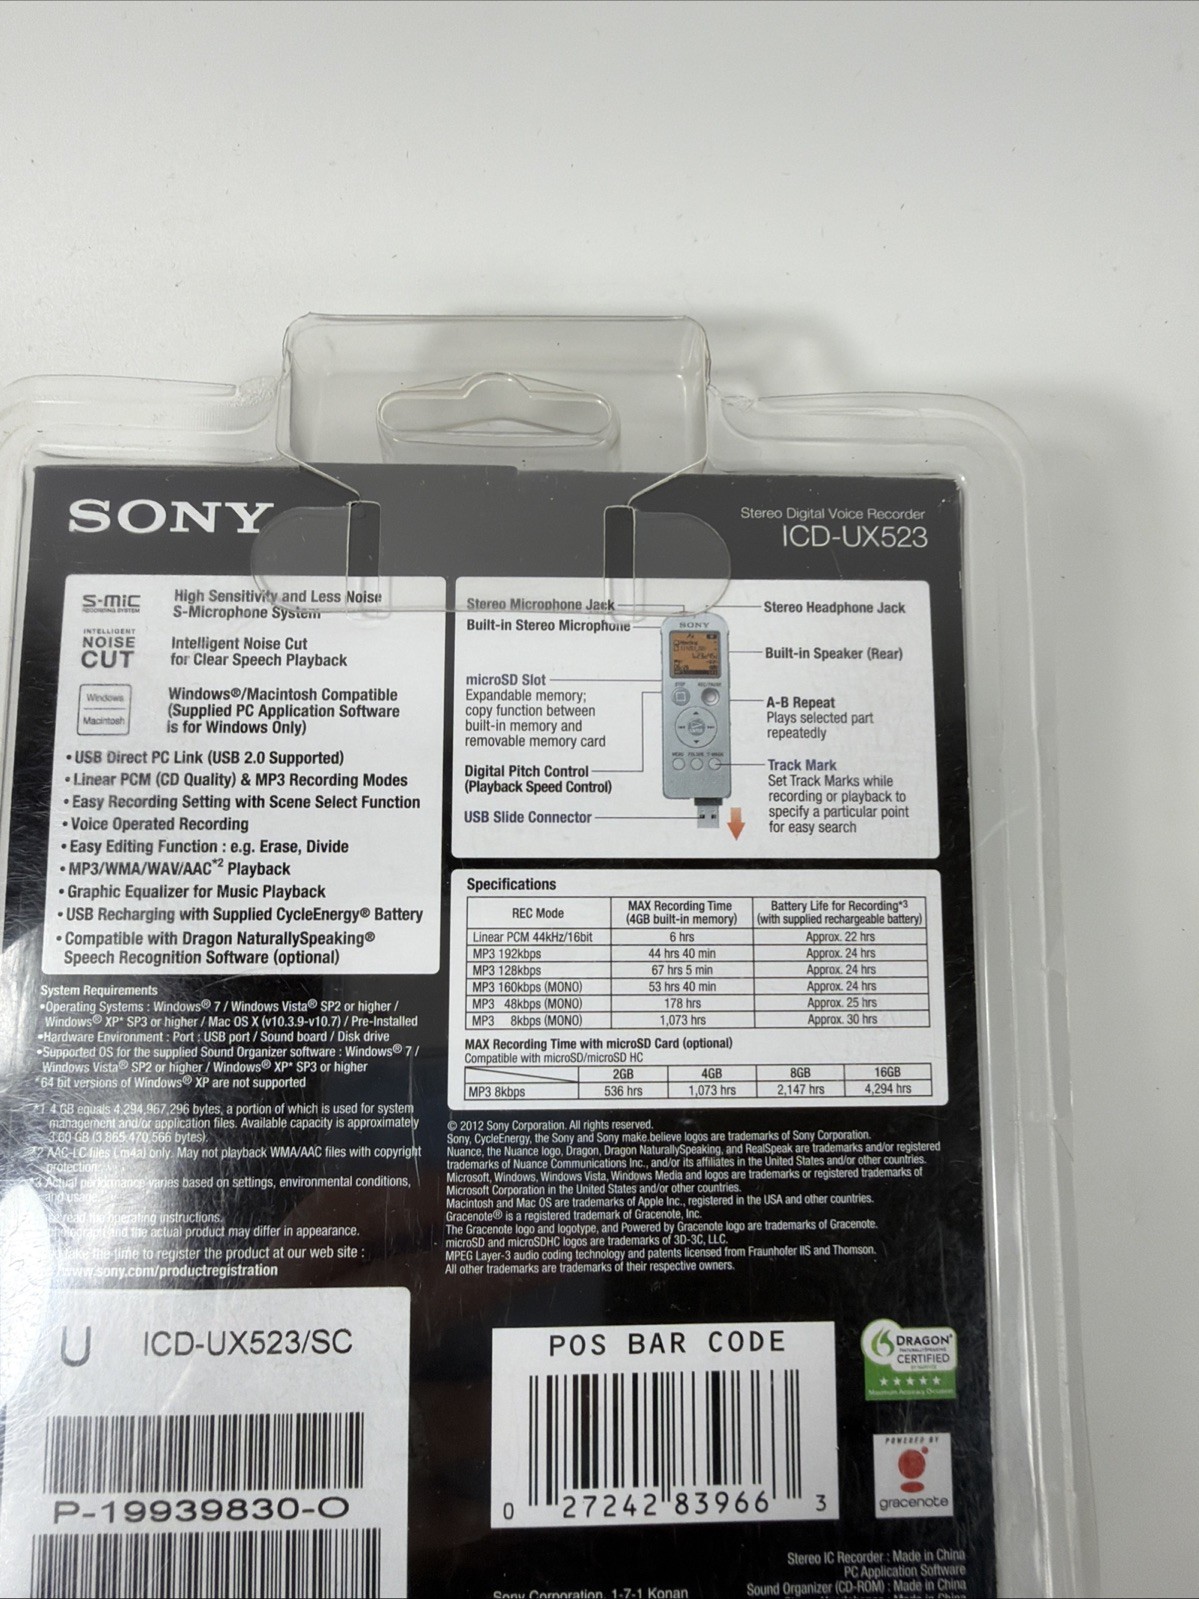 SONY
Stereo Digital Voice Recorder
ICD-UX523
S-MIC
RECORDING SYSTEM
High Sensitivity and Less Noise
S-Microphone System
INTELLIGENT
NOISE
CUT
Intelligent Noise Cut
for Clear Speech Playback
Windows
Macintosh
Windows®/Macintosh Compatible
(Supplied PC Application Software
is for Windows Only)
• USB Direct PC Link (USB 2.0 Supported)
• Linear PCM (CD Quality) & MP3 Recording Modes
• Easy Recording Setting with Scene Select Function
• Voice Operated Recording
• Easy Editing Function : e.g. Erase, Divide
• MP3/WMA/WAV/AAC*2 Playback
• Graphic Equalizer for Music Playback
• USB Recharging with Supplied CycleEnergy® Battery
• Compatible with Dragon NaturallySpeaking®
Speech Recognition Software (optional)
Stereo Microphone Jack
Built-in Stereo Microphone
microSD Slot
Expandable memory;
copy function between
built-in memory and
removable memory card
Digital Pitch Control
(Playback Speed Control)
USB Slide Connector
SONY
Stereo Headphone Jack
Built-in Speaker (Rear)
A-B Repeat
Plays selected part
repeatedly
Track Mark
Set Track Marks while
recording or playback to
specify a particular point
for easy search
Specifications
REC Mode MAX Recording Time (4GB built-in memory) Battery Life for Recording*3 (with supplied rechargeable battery)
Linear PCM 44kHz/16bit 6 hrs Approx. 22 hrs
MP3 192kbps 44 hrs 40 min Approx. 24 hrs
MP3 128kbps 67 hrs 5 min Approx. 24 hrs
MP3 160kbps (MONO) 53 hrs 40 min Approx. 24 hrs
MP3 48kbps (MONO) 178 hrs Approx. 25 hrs
MP3 8kbps (MONO) 1,073 hrs Approx. 30 hrs
MAX Recording Time with microSD Card (optional)
Compatible with microSD/microSD HC
2GB 4GB 8GB 16GB
MP3 8kbps 536 hrs 1,073 hrs 2,147 hrs 4,294 hrs
System Requirements
•Operating Systems : Windows® 7 / Windows Vista® SP2 or higher /
Windows® XP* SP3 or higher / Mac OS X (v10.3.9-v10.7) / Pre-Installed
•Hardware Environment : Port : USB port / Sound board / Disk drive
•Supported OS for the supplied Sound Organizer software : Windows® 7 /
Windows Vista® SP2 or higher / Windows® XP* SP3 or higher
*64 bit versions of Windows® XP are not supported
*1 4 GB equals 4,294,967,296 bytes, a portion of which is used for system
management and/or application files. Available capacity is approximately
3.60 GB (3,865,470,566 bytes).
*2 AAC-LC files (.m4a) only. May not playback WMA/AAC files with copyright
protection.
*3 Actual performance varies based on settings, environmental conditions,
and usage.
read the operating instructions.
and the actual product may differ in appearance.
take the time to register the product at our web site :
www.sony.com/productregistration
© 2012 Sony Corporation. All rights reserved.
Sony, CycleEnergy, the Sony and Sony make.believe logos are trademarks of Sony Corporation.
Nuance, the Nuance logo, Dragon, Dragon NaturallySpeaking, and RealSpeak are trademarks and/or registered
trademarks of Nuance Communications Inc., and/or its affiliates in the United States and/or other countries.
Microsoft, Windows, Windows Vista, Windows Media and logos are trademarks or registered trademarks of
Microsoft Corporation in the United States and/or other countries.
Macintosh and Mac OS are trademarks of Apple Inc., registered in the USA and other countries.
Gracenote® is a registered trademark of Gracenote, Inc.
The Gracenote logo and logotype, and Powered by Gracenote logo are trademarks of Gracenote.
microSD and microSDHC logos are trademarks of 3D-3C, LLC.
MPEG Layer-3 audio coding technology and patents licensed from Fraunhofer IIS and Thomson.
All other trademarks are trademarks of their respective owners.
U ICD-UX523/SC
P-19939830-O
POS BAR CODE
0 27242 83966 3
DRAGON
NATURALLYSPEAKING
CERTIFIED
BY NUANCE
Maximum Accuracy Division
POWERED BY
gracenote
Stereo IC Recorder : Made in China
PC Application Software
Sound Organizer (CD-ROM) : Made in China
Sony Corporation, 1-7-1 Konan